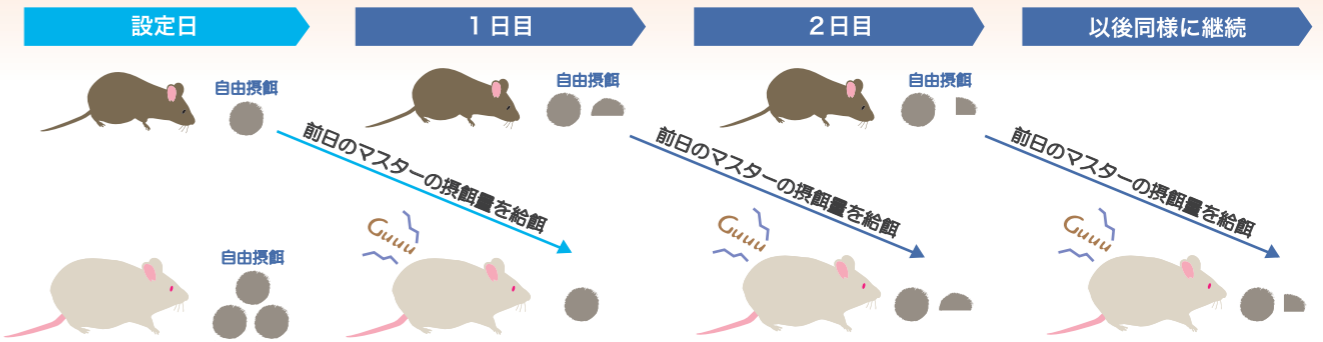 設定日
1日目
2日目
以後同様に継続
自由摂餌
自由摂餌
自由摂餌
前日のマスターの摂餌量を給餌
前日のマスターの摂餌量を給餌
前日のマスターの摂餌量を給餌
自由摂餌
Guuu
Guuu
Guuu